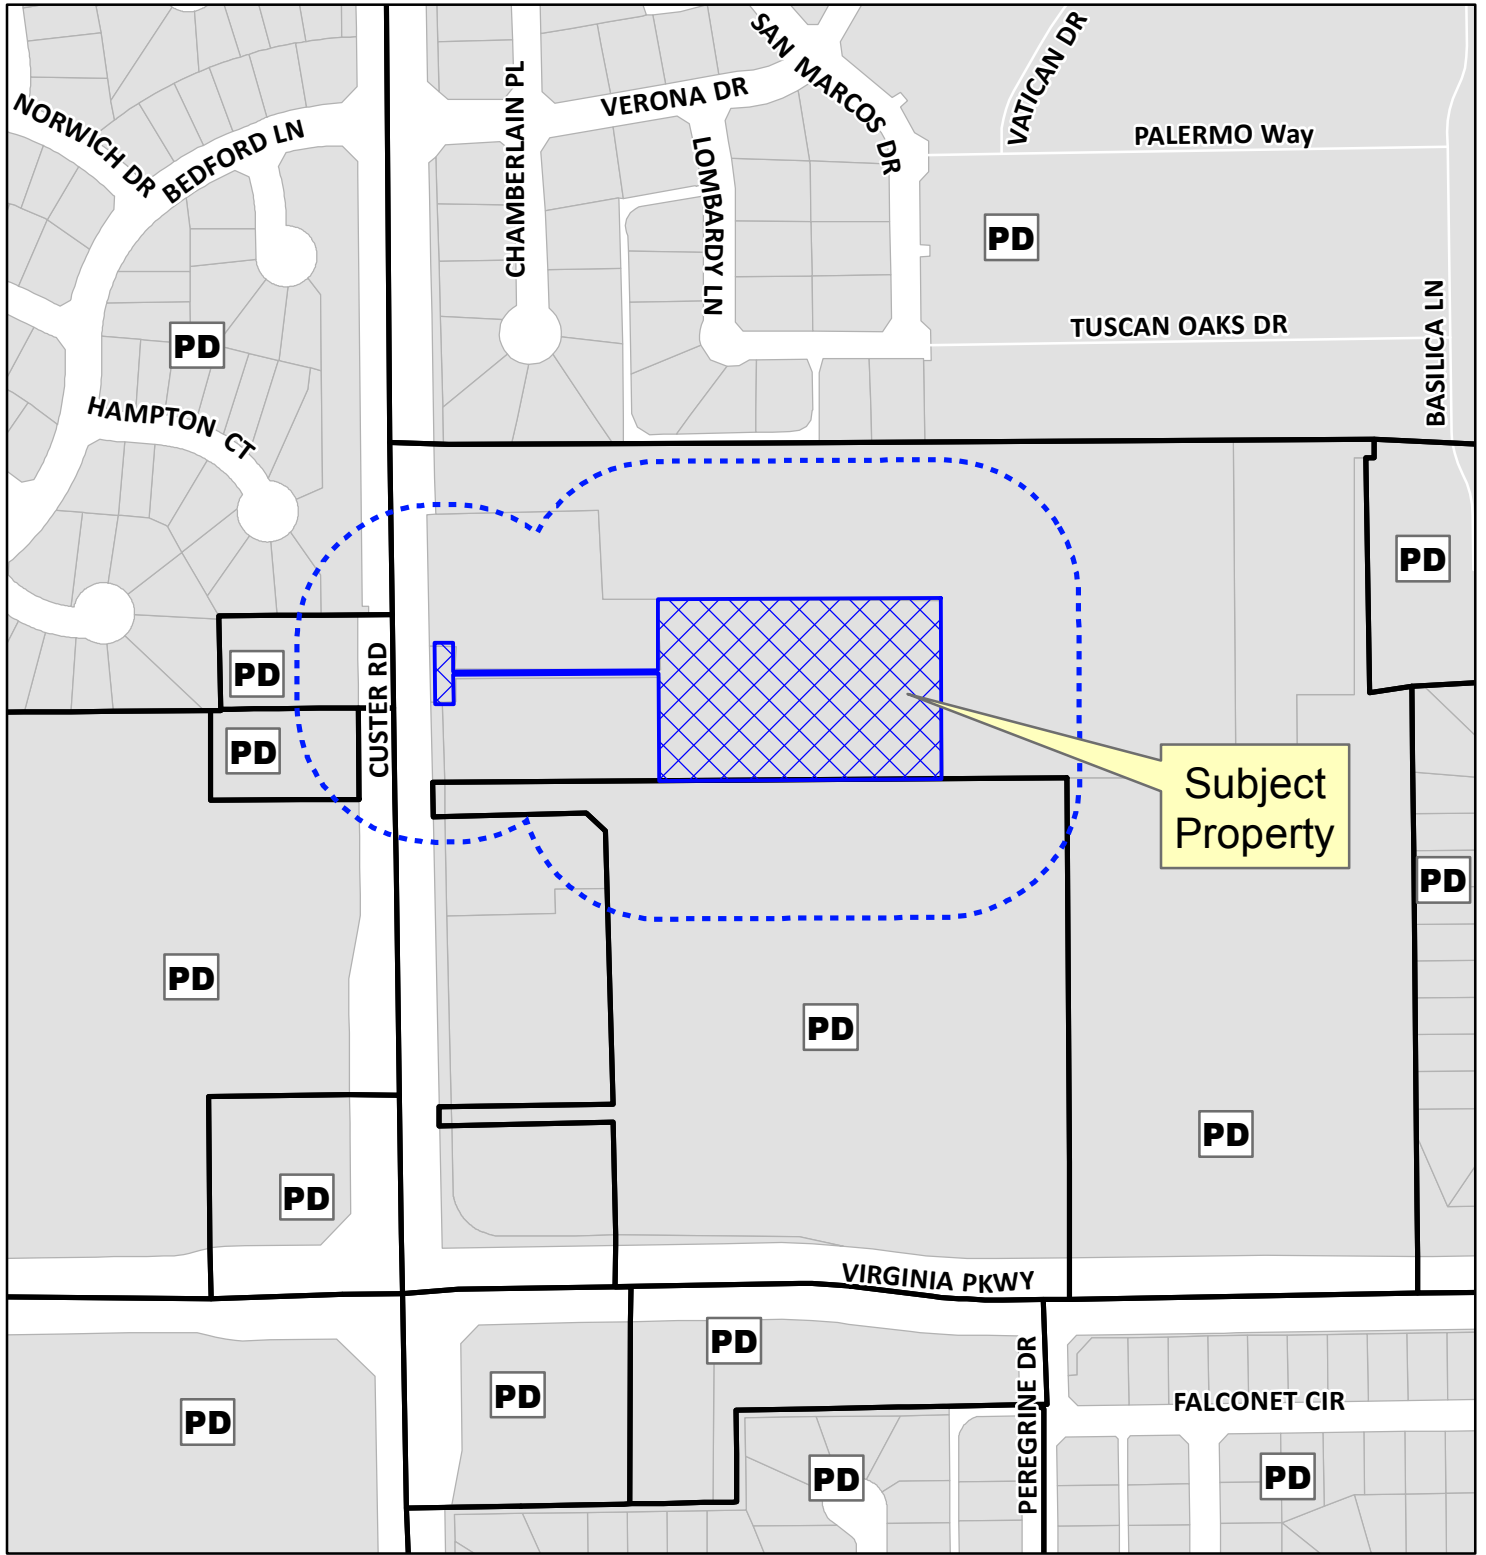 SAN MARCOS DR
VATICAN DR
CHAMBERLAIN PL
VERONA DR
NORWICH DR
BEDFORD LN
PALERMO Way
LOMBARDY LN
PD
TUSCAN OAKS DR
BASILICA LN
PD
HAMPTON CT
PD
PD
CUSTER RD
PD
Subject
Property
PD
PD
PD
PD
PD
VIRGINIA PKWY
PD
PEREGRINE DR
PD
FALCONET CIR
PD
PD
PD